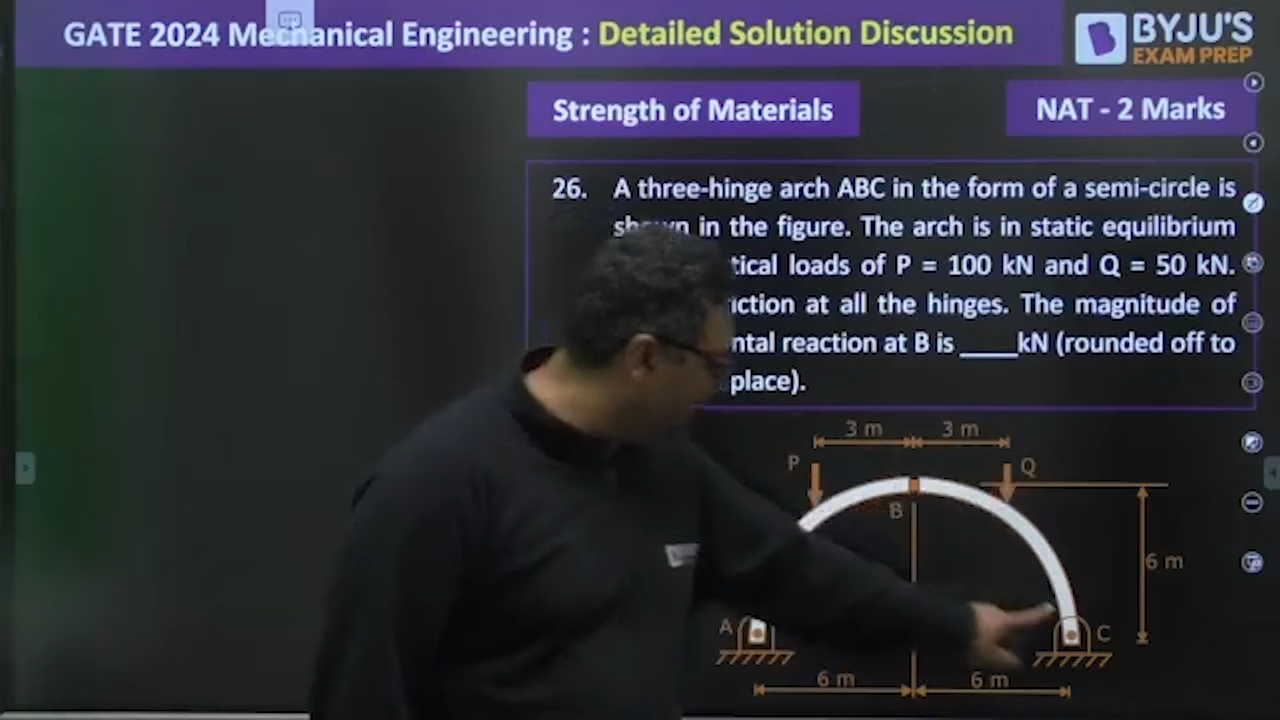 GATE 2024 Mechanical Engineering : Detailed Solution Discussion
BYJU'S
EXAM PREP
Strength of Materials
NAT - 2 Marks
26. A three-hinge arch ABC in the form of a semi-circle is
shown in the figure. The arch is in static equilibrium
loads of P = 100 kN and Q = 50 kN.
at all the hinges. The magnitude of
reaction at B is ____kN (rounded off to
place).
3 m 3 m
P Q
B
6 m
A C
6 m 6 m